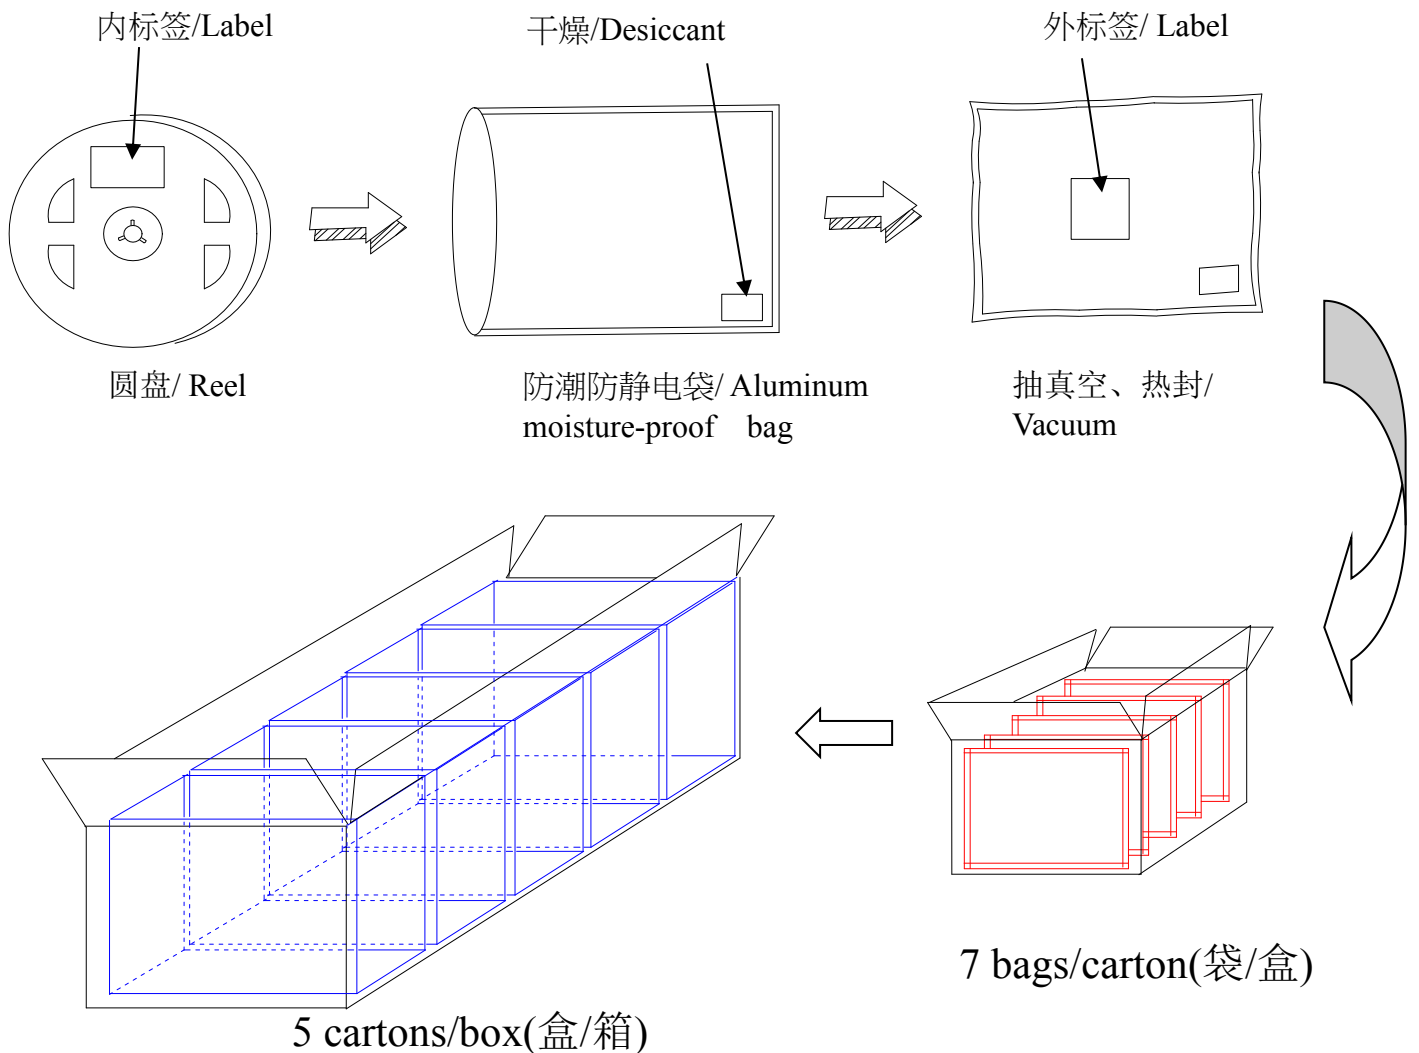 内标签/Label
干燥/Desiccant
外标签/ Label
圆盘/ Reel
防潮防静电袋/ Aluminum
moisture-proof bag
抽真空、热封/
Vacuum
7 bags/carton(袋/盒)
5 cartons/box(盒/箱)